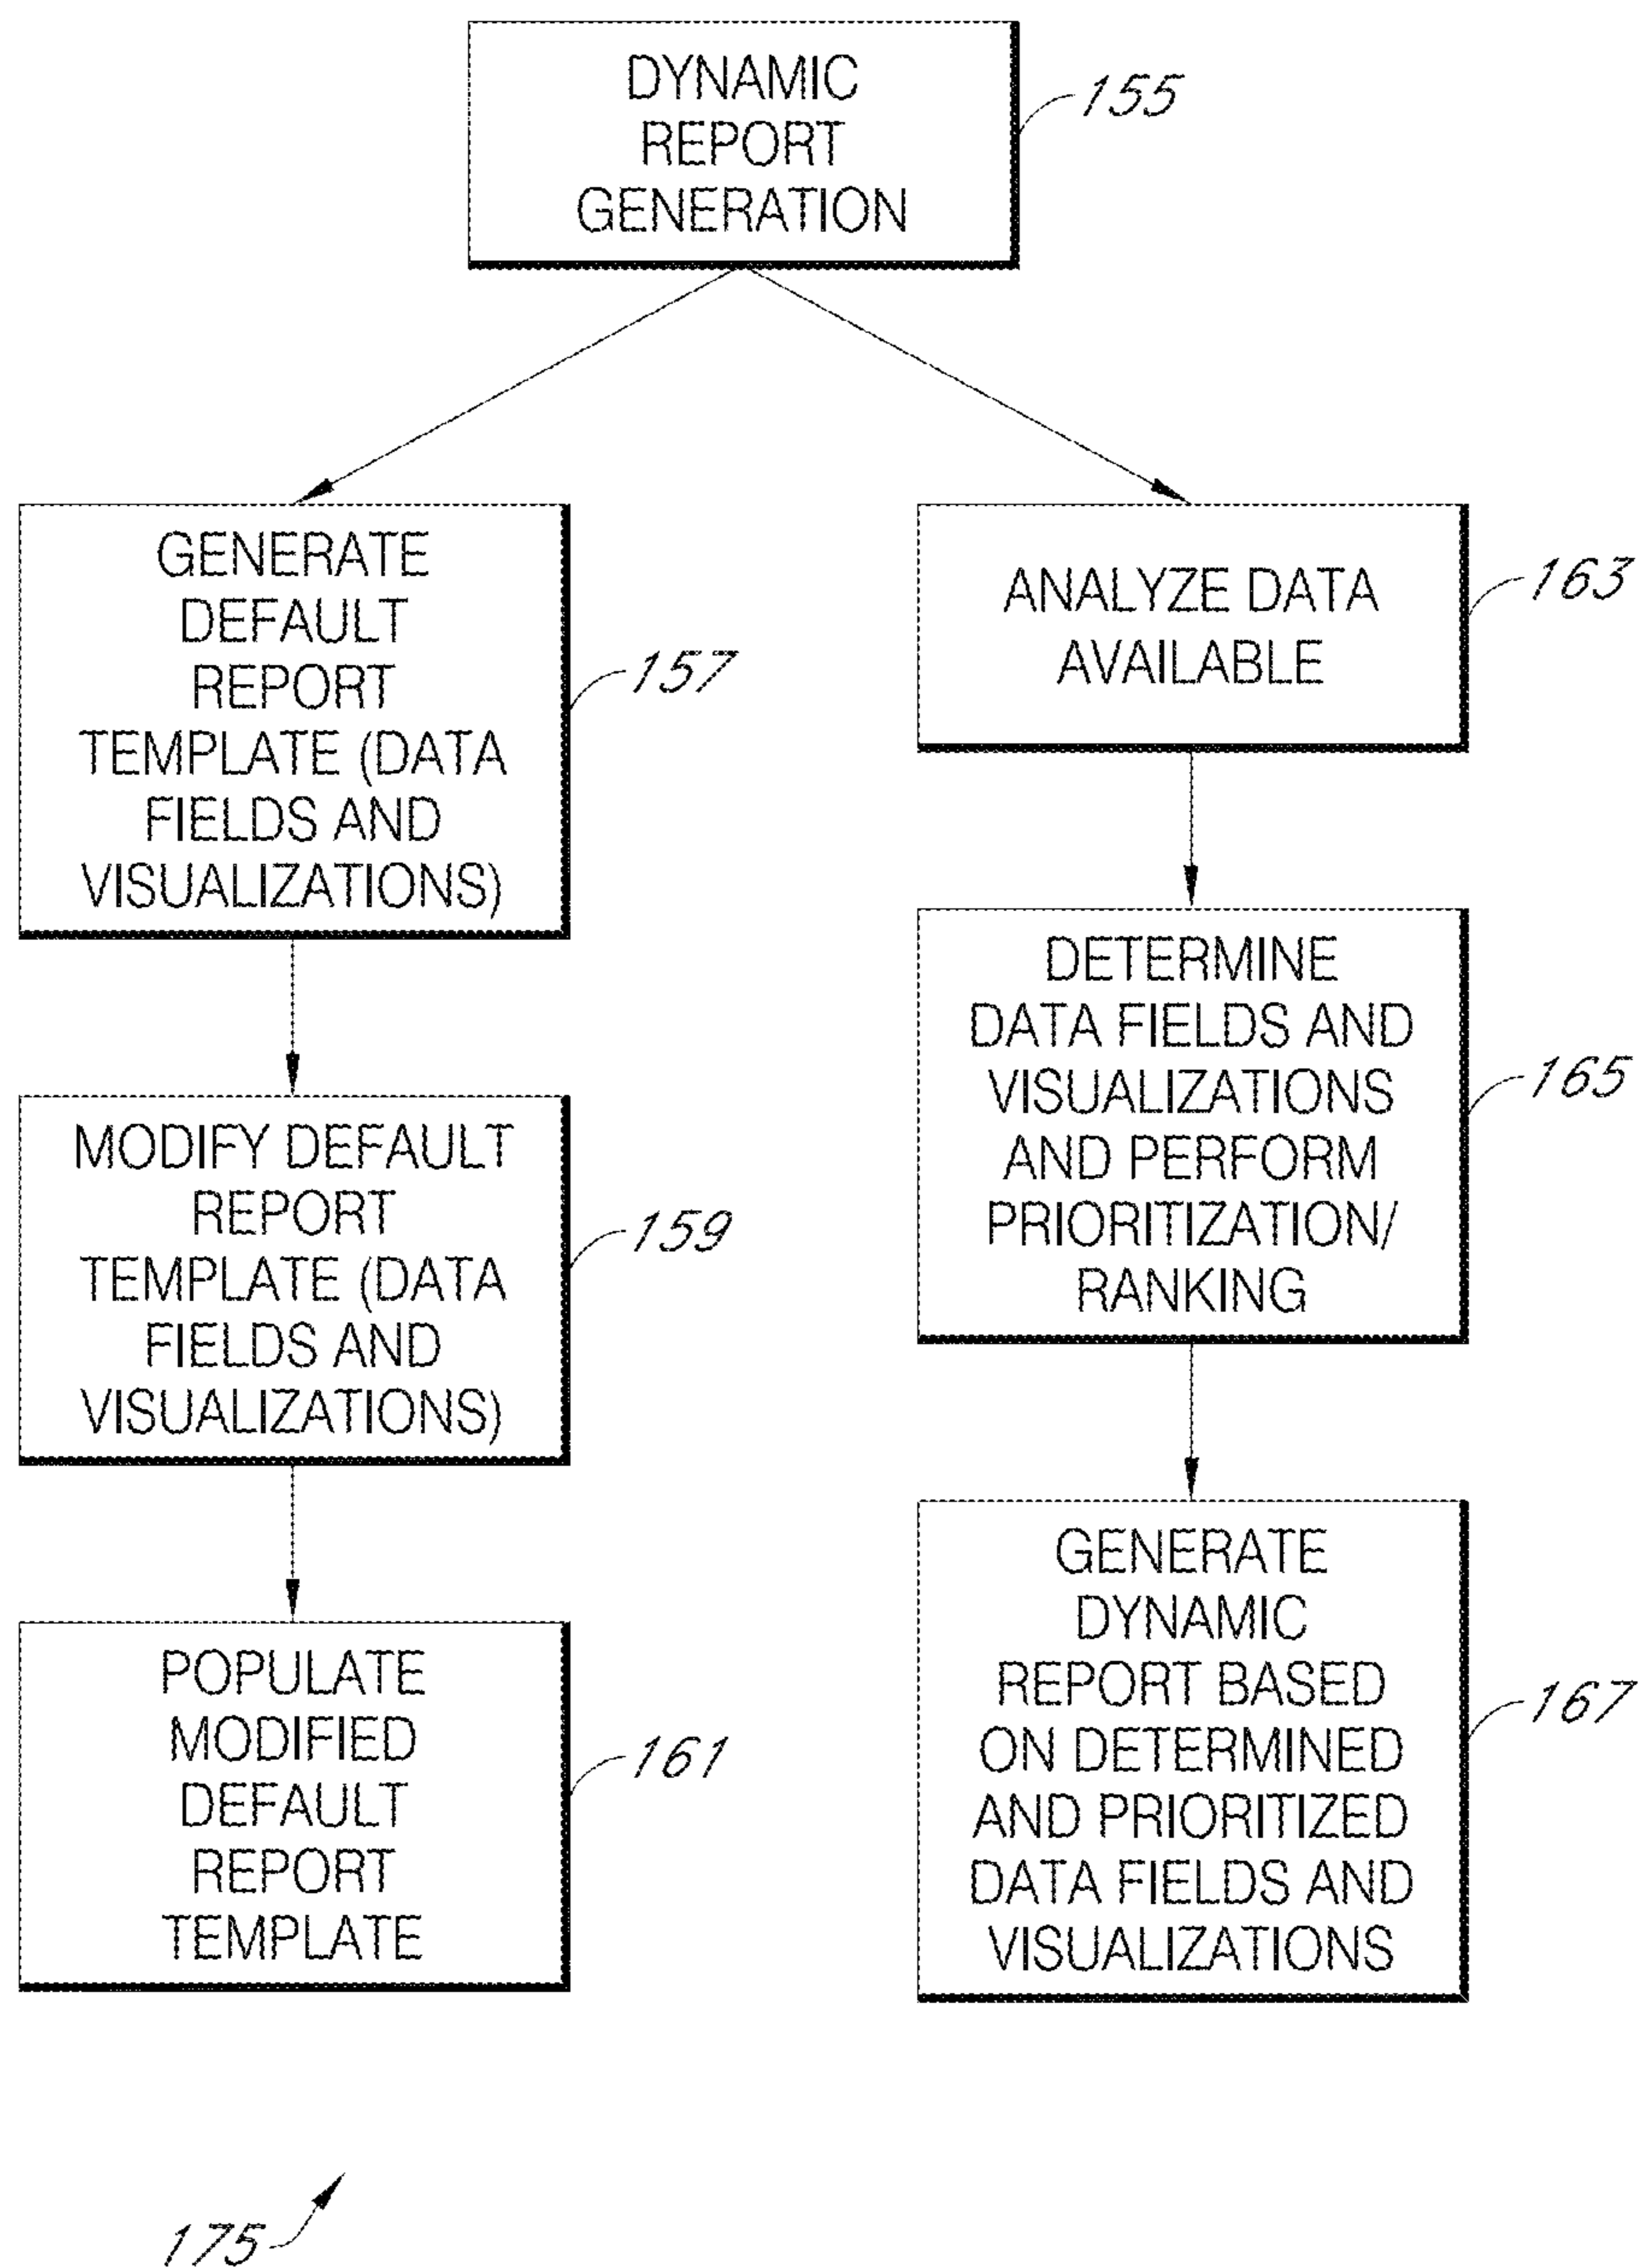 DYNAMIC
REPORT
GENERATION
155
GENERATE
DEFAULT
REPORT
TEMPLATE (DATA
FIELDS AND
VISUALIZATIONS)
157
MODIFY DEFAULT
REPORT
TEMPLATE (DATA
FIELDS AND
VISUALIZATIONS)
159
POPULATE
MODIFIED
DEFAULT
REPORT
TEMPLATE
161
ANALYZE DATA
AVAILABLE
163
DETERMINE
DATA FIELDS AND
VISUALIZATIONS
AND PERFORM
PRIORITIZATION/
RANKING
165
GENERATE
DYNAMIC
REPORT BASED
ON DETERMINED
AND PRIORITIZED
DATA FIELDS AND
VISUALIZATIONS
167
175